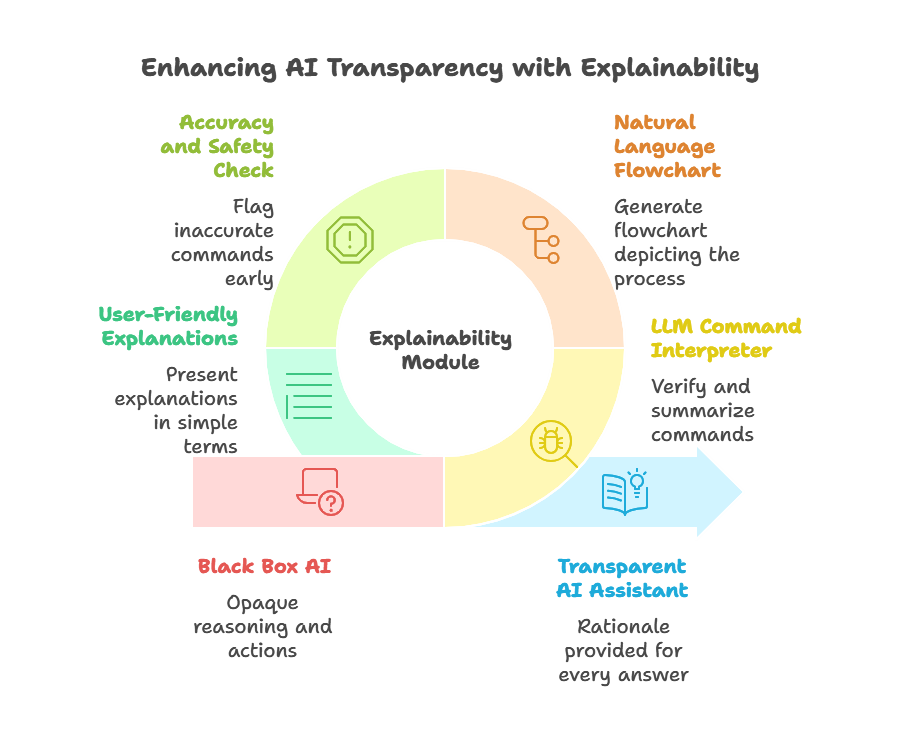 Enhancing AI Transparency with Explainability
Accuracy
and Safety
Check
Flag
inaccurate
commands
early
Natural
Language
Flowchart
Generate
flowchart
depicting the
process
User-Friendly
Explanations
Present
explanations
in simple
terms
Explainability
Module
LLM Command
Interpreter
Verify and
summarize
commands
Black Box AI
Opaque
reasoning and
actions
Transparent
AI Assistant
Rationale
provided for
every answer